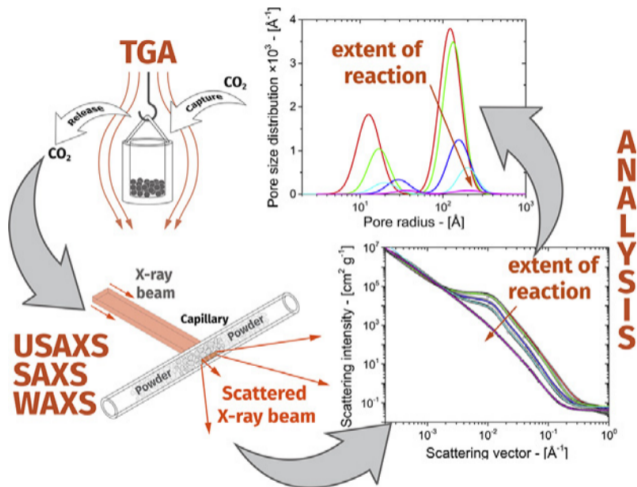 TGA
CO₂
Capture
Release
CO₂
Pore size distribution ×10³ - [Å⁻¹]
4
3
2
1
0
extent of
reaction
10¹
10²
10³
Pore radius - [Å]
ANALYSIS
X-ray
beam
Capillary
Powder
Powder
USAXS
SAXS
WAXS
Scattered
X-ray beam
Scattering intensity - [cm² g⁻¹]
10⁷
10⁵
10³
10¹
10⁻¹
extent of
reaction
10⁻³
10⁻²
10⁻¹
10⁰
Scattering vector - [Å⁻¹]